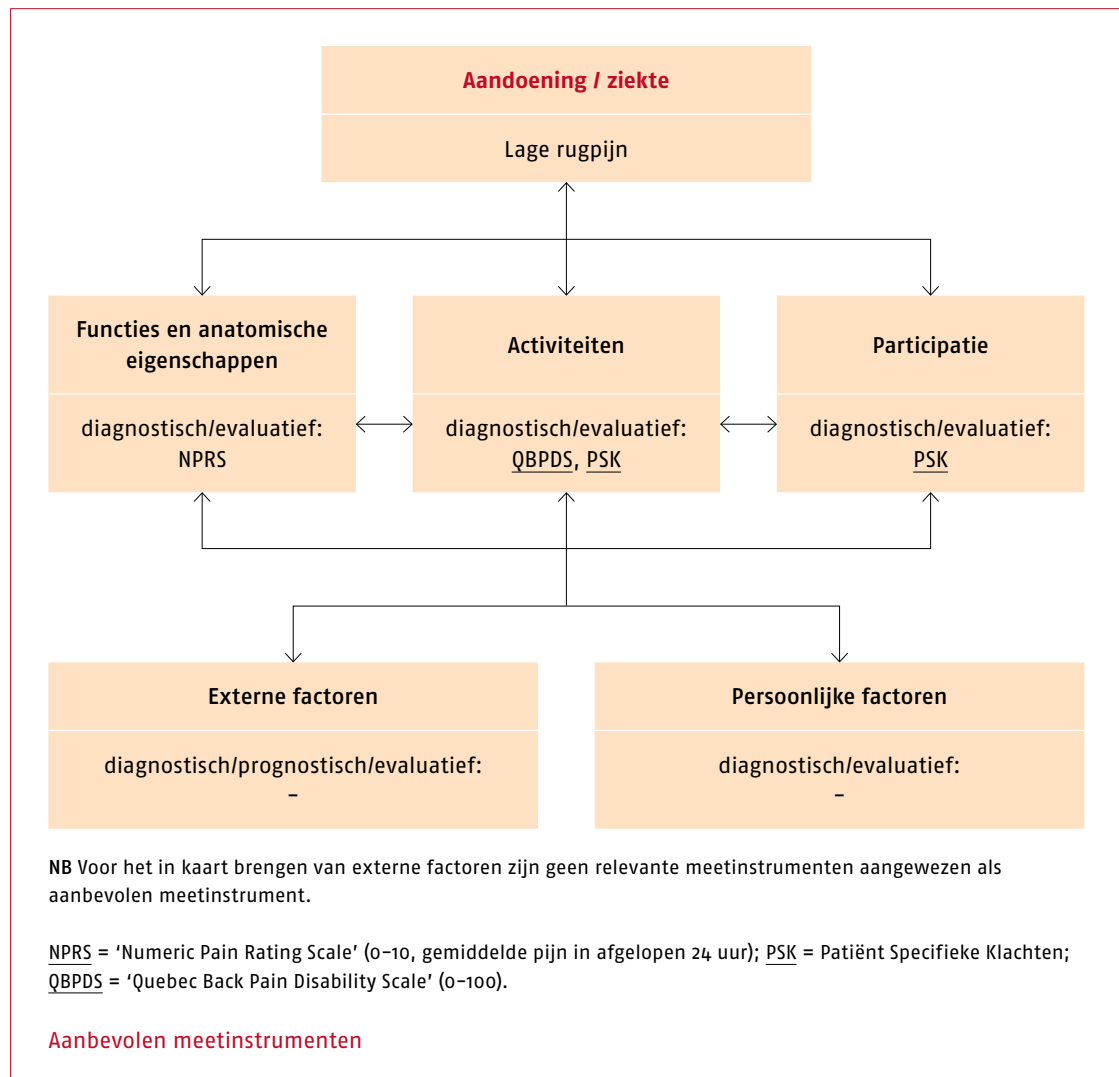 Aandoening / ziekte
Lage rugpijn
Functies en anatomische
eigenschappen
diagnostisch/evaluatief:
NPRS
Activiteiten
diagnostisch/evaluatief:
QBPDS, PSK
Participatie
diagnostisch/evaluatief:
PSK
Externe factoren
diagnostisch/prognostisch/evaluatief:
–
Persoonlijke factoren
diagnostisch/evaluatief:
–
NB Voor het in kaart brengen van externe factoren zijn geen relevante meetinstrumenten aangewezen als
aanbevolen meetinstrument.
NPRS = ‘Numeric Pain Rating Scale’ (0–10, gemiddelde pijn in afgelopen 24 uur); PSK = Patiënt Specifieke Klachten;
QBPDS = ‘Quebec Back Pain Disability Scale’ (0–100).
Aanbevolen meetinstrumenten